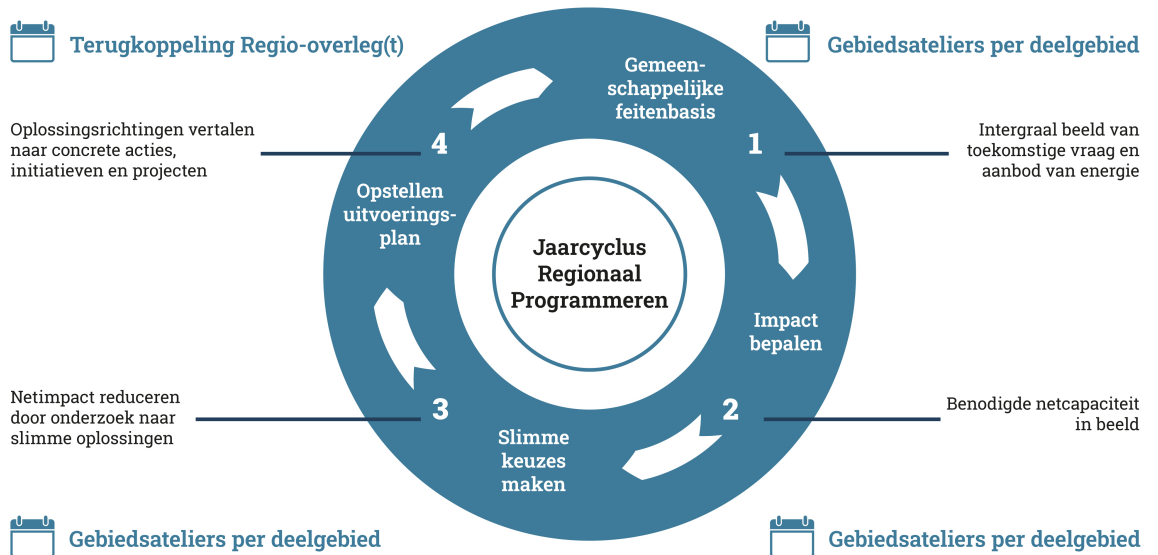 Terugkoppeling Regio-overleg(t)
Gebiedsateliers per deelgebied
Gemeen-
schappelijke
feitenbasis
1
Intergraal beeld van
toekomstige vraag en
aanbod van energie
Oplossingsrichtingen vertalen
naar concrete acties,
initiatieven en projecten
4
Opstellen
uitvoerings-
plan
Jaarcyclus
Regionaal
Programmeren
Impact
bepalen
2
Benodigde netcapaciteit
in beeld
Netimpact reduceren
door onderzoek naar
slimme oplossingen
3
Slimme
keuzes
maken
Gebiedsateliers per deelgebied
Gebiedsateliers per deelgebied